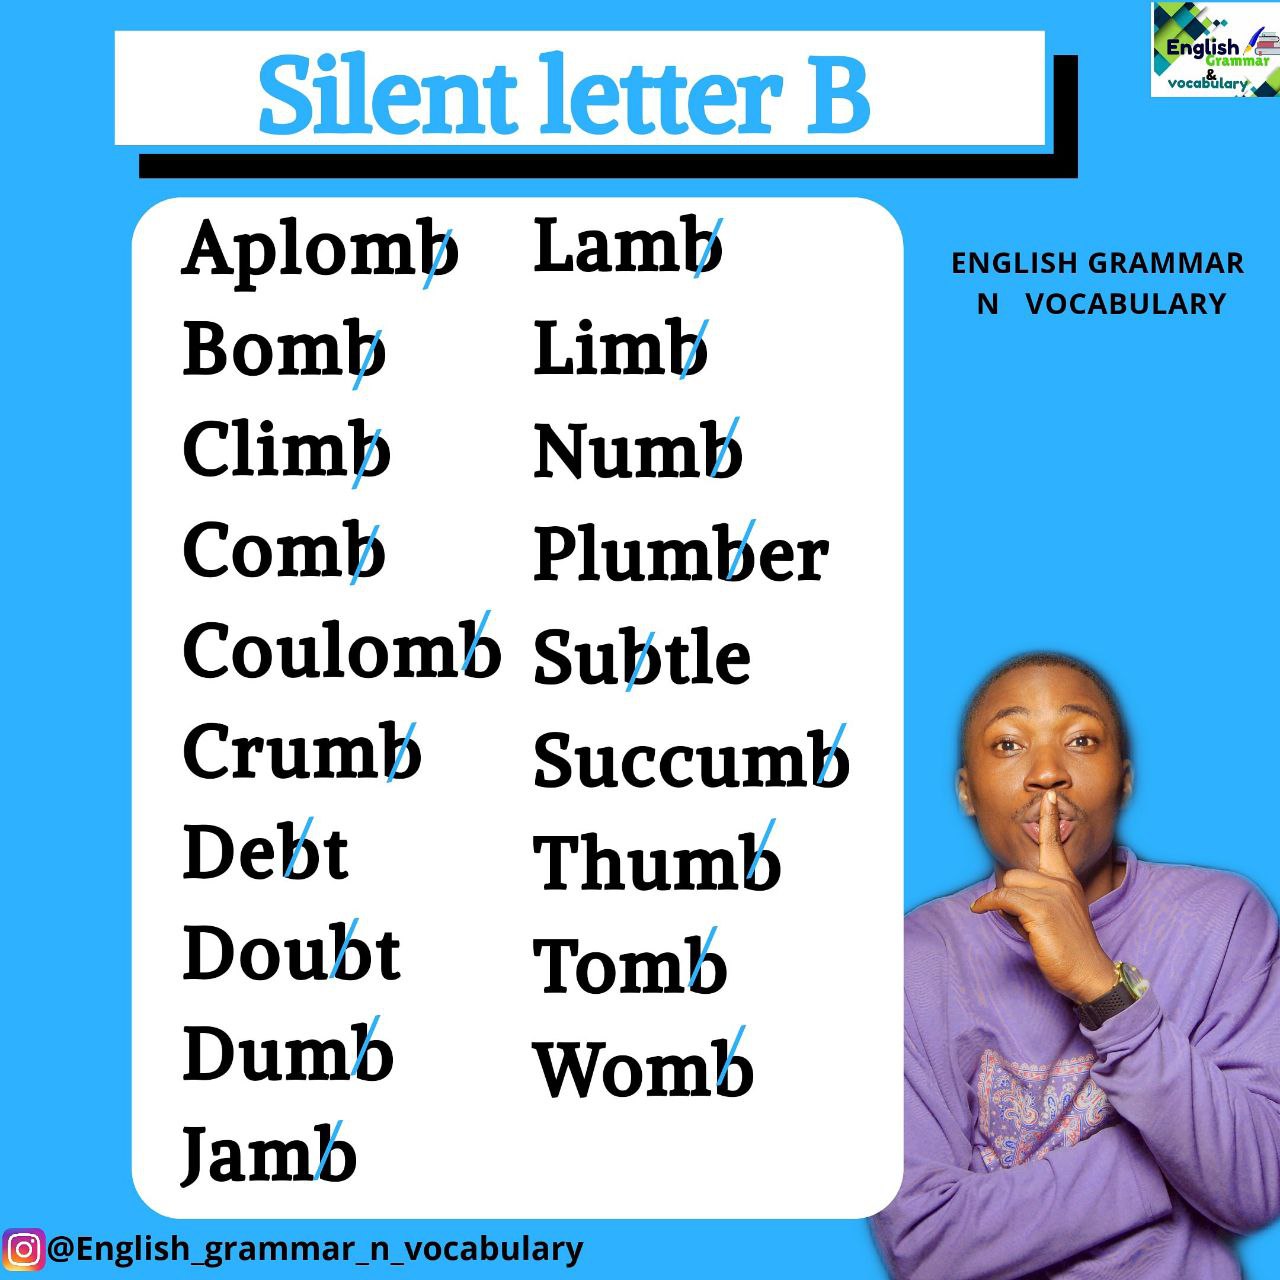 Silent letter B
English
Grammar
&
vocabulary
Aplomb
Bomb
Climb
Comb
Coulomb
Crumb
Debt
Doubt
Dumb
Jamb
Lamb
Limb
Numb
Plumber
Subtle
Succumb
Thumb
Tomb
Womb
ENGLISH GRAMMAR
N VOCABULARY
@English_grammar_n_vocabulary